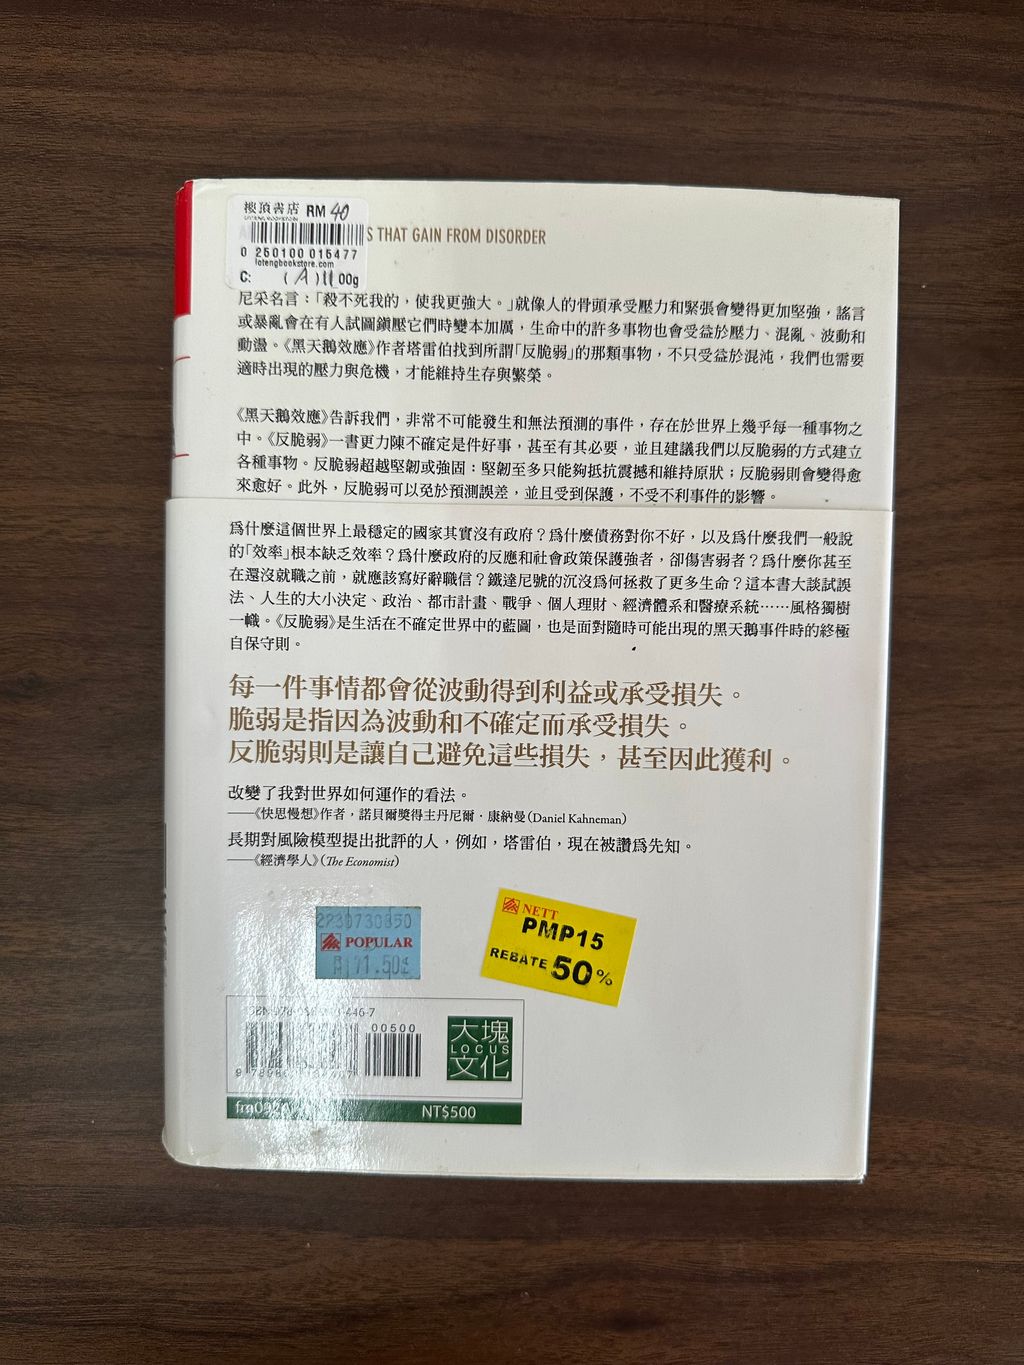 樓頂書店 RM 40
S THAT GAIN FROM DISORDER
0 250100 015477
lotengbookstore.com
C: (A) 00g
尼采名言：「殺不死我的，使我更強大。」就像人的骨頭承受壓力和緊張會變得更加堅強，謠言
或暴亂會在有人試圖鎮壓它們時變本加厲，生命中的許多事物也會受益於壓力、混亂、波動和
動盪。《黑天鵝效應》作者塔雷伯找到所謂「反脆弱」的那類事物，不只受益於混沌，我們也需要
適時出現的壓力與危機，才能維持生存與繁榮。
《黑天鵝效應》告訴我們，非常不可能發生和無法預測的事件，存在於世界上幾乎每一種事物之
中。《反脆弱》一書更力陳不確定是件好事，甚至有其必要，並且建議我們以反脆弱的方式建立
各種事物。反脆弱超越堅韌或強固：堅韌至多只能夠抵抗震撼和維持原狀；反脆弱則會變得愈
來愈好。此外，反脆弱可以免於預測誤差，並且受到保護，不受不利事件的影響。
爲什麼這個世界上最穩定的國家其實沒有政府？爲什麼債務對你不好，以及爲什麼我們一般說
的「效率」根本缺乏效率？爲什麼政府的反應和社會政策保護強者，卻傷害弱者？爲什麼你甚至
在還沒就職之前，就應該寫好辭職信？鐵達尼號的沉沒爲何拯救了更多生命？這本書大談試誤
法、人生的大小決定、政治、都市計畫、戰爭、個人理財、經濟體系和醫療系統……風格獨樹
一幟。《反脆弱》是生活在不確定世界中的藍圖，也是面對隨時可能出現的黑天鵝事件時的終極
自保守則。
每一件事情都會從波動得到利益或承受損失。
脆弱是指因為波動和不確定而承受損失。
反脆弱則是讓自己避免這些損失，甚至因此獲利。
改變了我對世界如何運作的看法。
——《快思慢想》作者，諾貝爾獎得主丹尼爾．康納曼(Daniel Kahneman)
長期對風險模型提出批評的人，例如，塔雷伯，現在被讚爲先知。
——《經濟學人》(The Economist)
2230730850
POPULAR
NETT
PMP15
REBATE 50%
446-7
00500
大塊
LOCUS
文化
NT$500